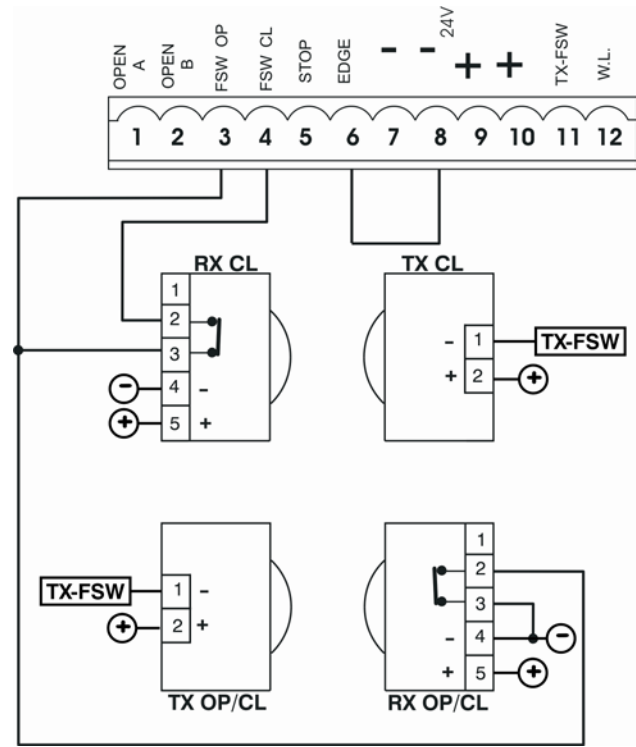 OPEN A
OPEN B
FSW OP
FSW CL
STOP
EDGE
-
-
24V
+
+
TX-FSW
W.L.
1 2 3 4 5 6 7 8 9 10 11 12
RX CL
1
2
3
- 4 -
+ 5 +
TX CL
- 1 TX-FSW
+ 2 +
TX-FSW 1 -
+ 2 +
TX OP/CL
1
2
3
- 4 -
+ 5 +
RX OP/CL